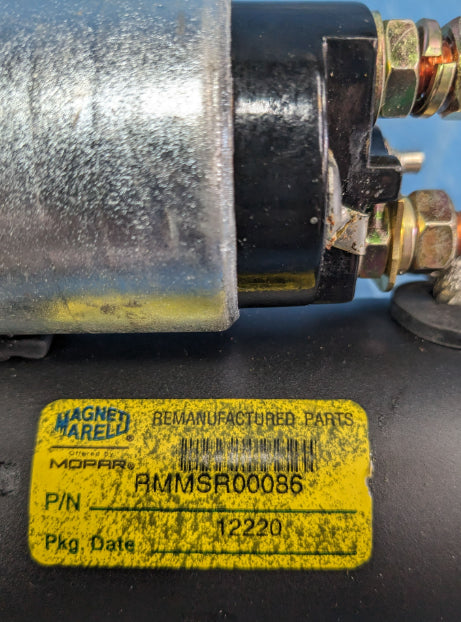 MAGNETI
MARELLI
REMANUFACTURED PARTS
Offered By
MOPAR®
RMMSR00086
P/N
12220
Pkg. Date